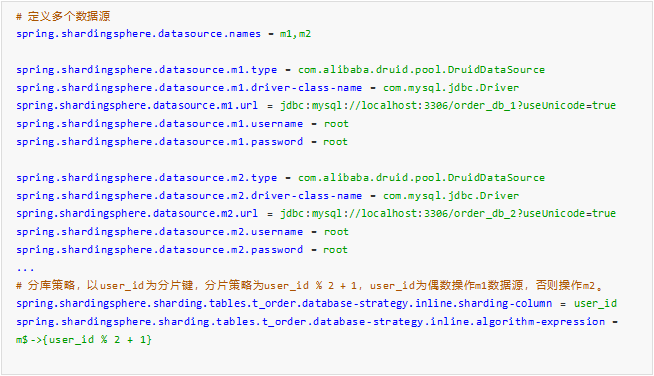 # 定义多个数据源
spring.shardingsphere.datasource.names = m1,m2
spring.shardingsphere.datasource.m1.type = com.alibaba.druid.pool.DruidDataSource
spring.shardingsphere.datasource.m1.driver-class-name = com.mysql.jdbc.Driver
spring.shardingsphere.datasource.m1.url = jdbc:mysql://localhost:3306/order_db_1?useUnicode=true
spring.shardingsphere.datasource.m1.username = root
spring.shardingsphere.datasource.m1.password = root
spring.shardingsphere.datasource.m2.type = com.alibaba.druid.pool.DruidDataSource
spring.shardingsphere.datasource.m2.driver-class-name = com.mysql.jdbc.Driver
spring.shardingsphere.datasource.m2.url = jdbc:mysql://localhost:3306/order_db_2?useUnicode=true
spring.shardingsphere.datasource.m2.username = root
spring.shardingsphere.datasource.m2.password = root
...
# 分库策略，以user_id为分片键，分片策略为user_id % 2 + 1，user_id为偶数操作m1数据源，否则操作m2。
spring.shardingsphere.sharding.tables.t_order.database-strategy.inline.sharding-column = user_id
spring.shardingsphere.sharding.tables.t_order.database-strategy.inline.algorithm-expression =
m$->{user_id % 2 + 1}